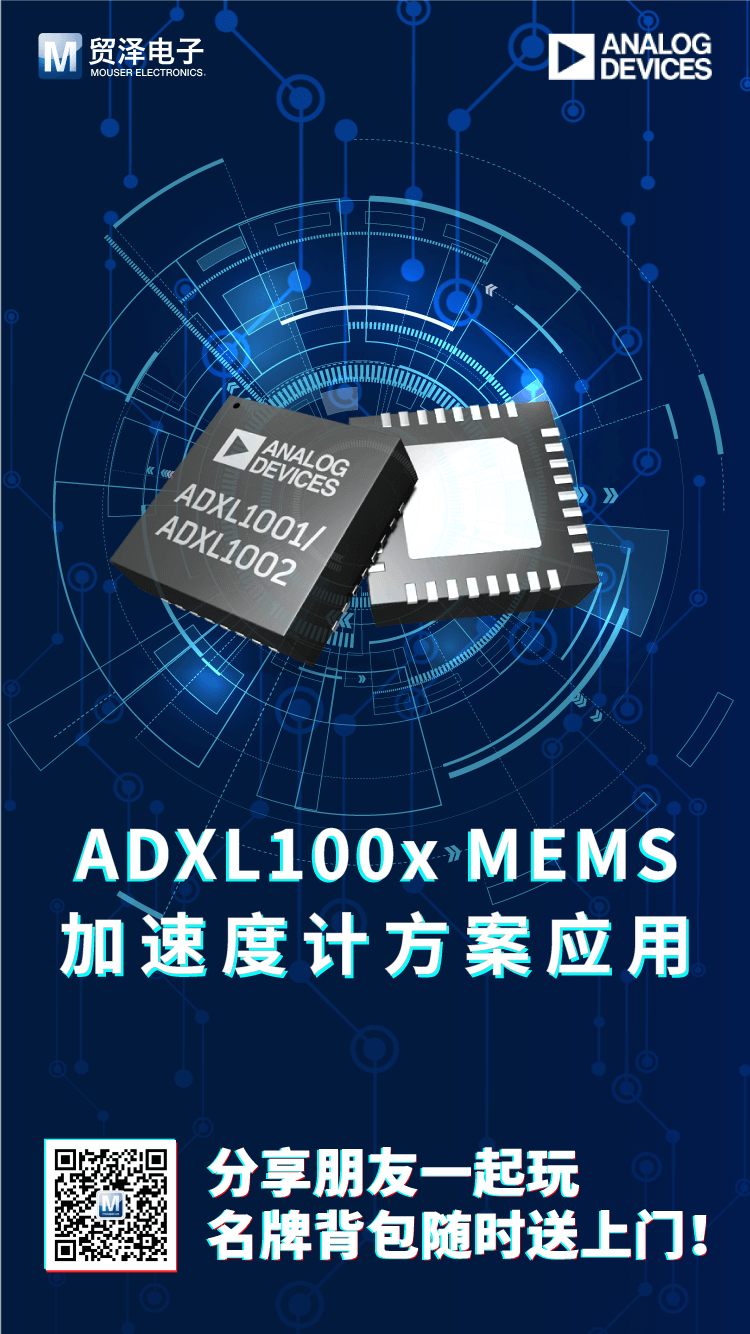 M 贸泽电子
MOUSER ELECTRONICS
ANALOG
DEVICES
ANALOG
DEVICES
ADXL1001/
ADXL1002
ADXL100x MEMS
加速度计方案应用
分享朋友一起玩
名牌背包随时送上门!
M